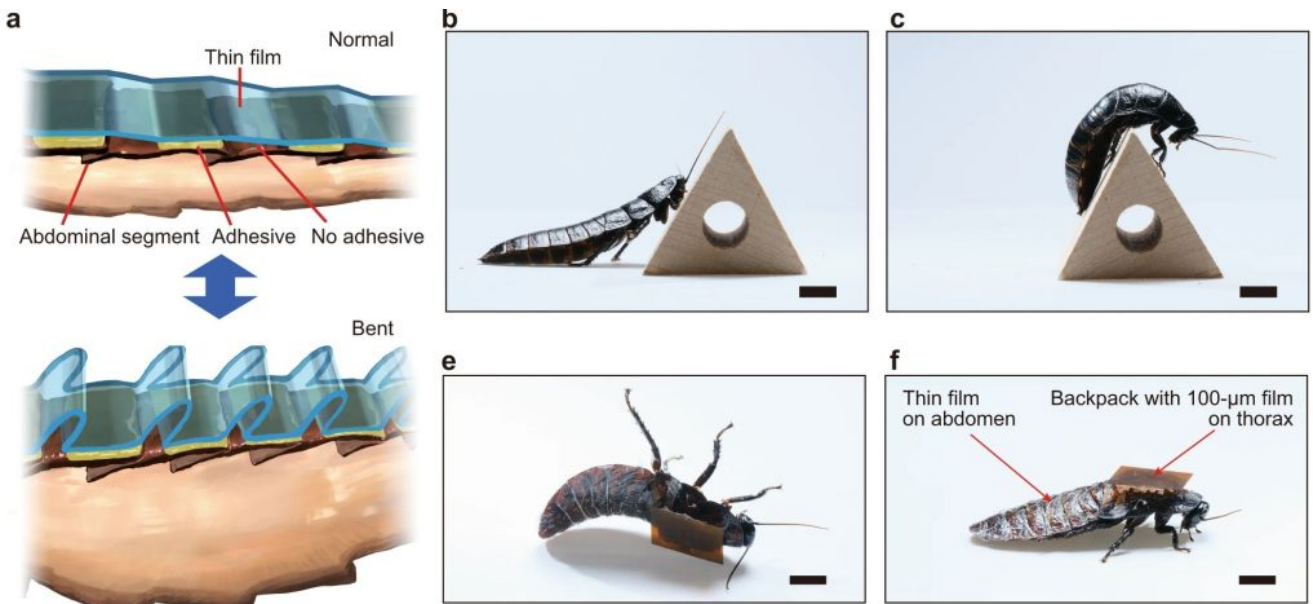 a
Normal
Thin film
Abdominal segment Adhesive No adhesive
Bent
b
c
e
f
Thin film
on abdomen
Backpack with 100-μm film
on thorax